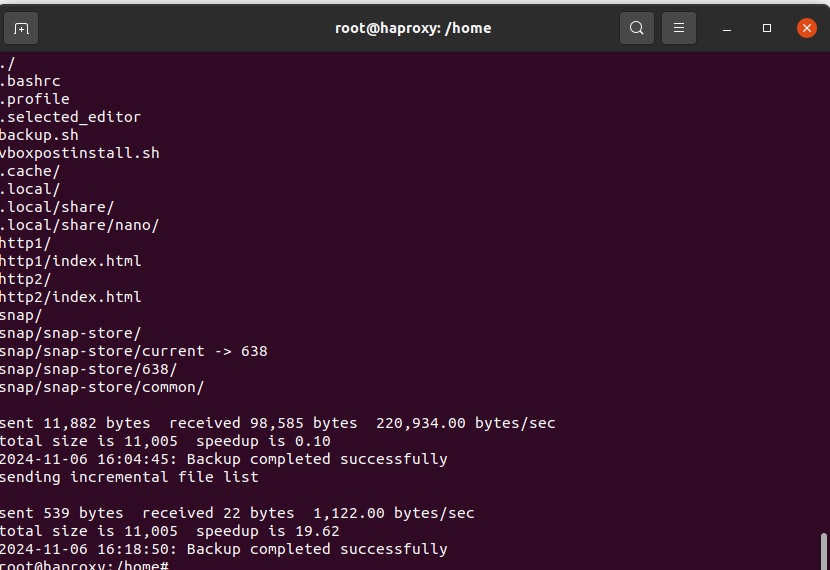 root@haproxy: /home
./
.bashrc
.profile
.selected_editor
backup.sh
vboxpostinstall.sh
.cache/
.local/
.local/share/
.local/share/nano/
http1/
http1/index.html
http2/
http2/index.html
snap/
snap/snap-store/
snap/snap-store/current -> 638
snap/snap-store/638/
snap/snap-store/common/
sent 11,882 bytes  received 98,585 bytes  220,934.00 bytes/sec
total size is 11,005  speedup is 0.10
2024-11-06 16:04:45: Backup completed successfully
sending incremental file list
sent 539 bytes  received 22 bytes  1,122.00 bytes/sec
total size is 11,005  speedup is 19.62
2024-11-06 16:18:50: Backup completed successfully
root@haproxy:/home#